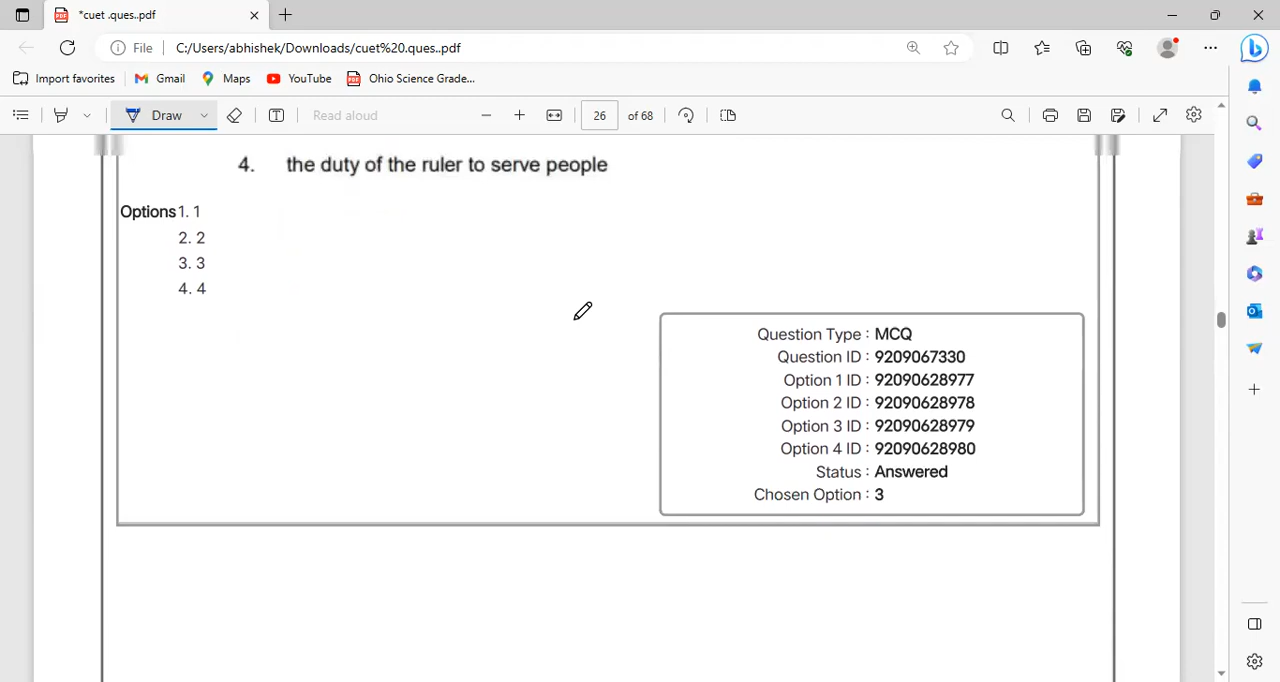 *cuet .ques..pdf
File
C:/Users/abhishek/Downloads/cuet%20.ques..pdf
Import favorites
Gmail
Maps
YouTube
Ohio Science Grade...
Draw
Read aloud
26
of 68
4. the duty of the ruler to serve people
Options 1. 1
2. 2
3. 3
4. 4
Question Type : MCQ
Question ID : 9209067330
Option 1 ID : 92090628977
Option 2 ID : 92090628978
Option 3 ID : 92090628979
Option 4 ID : 92090628980
Status : Answered
Chosen Option : 3